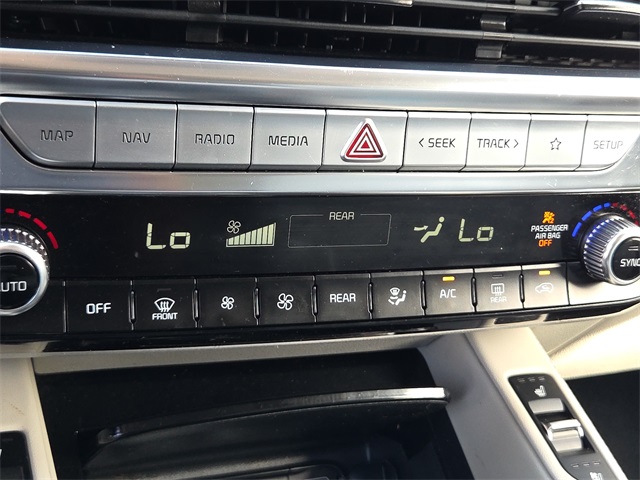 MAP NAV RADIO MEDIA < SEEK TRACK > SETUP
REAR
Lo Lo
PASSENGER
AIR BAG
OFF
AUTO SYNC
OFF FRONT REAR A/C REAR